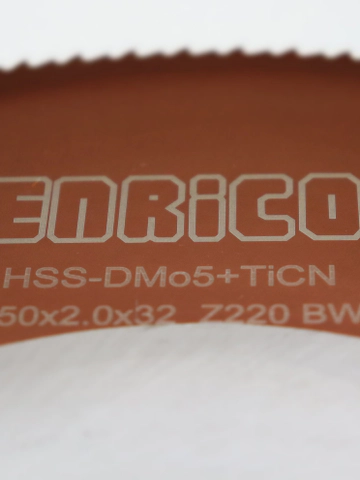 ENRiCO
HSS-DMo5+TiCN
50x2.0x32 Z220 BW